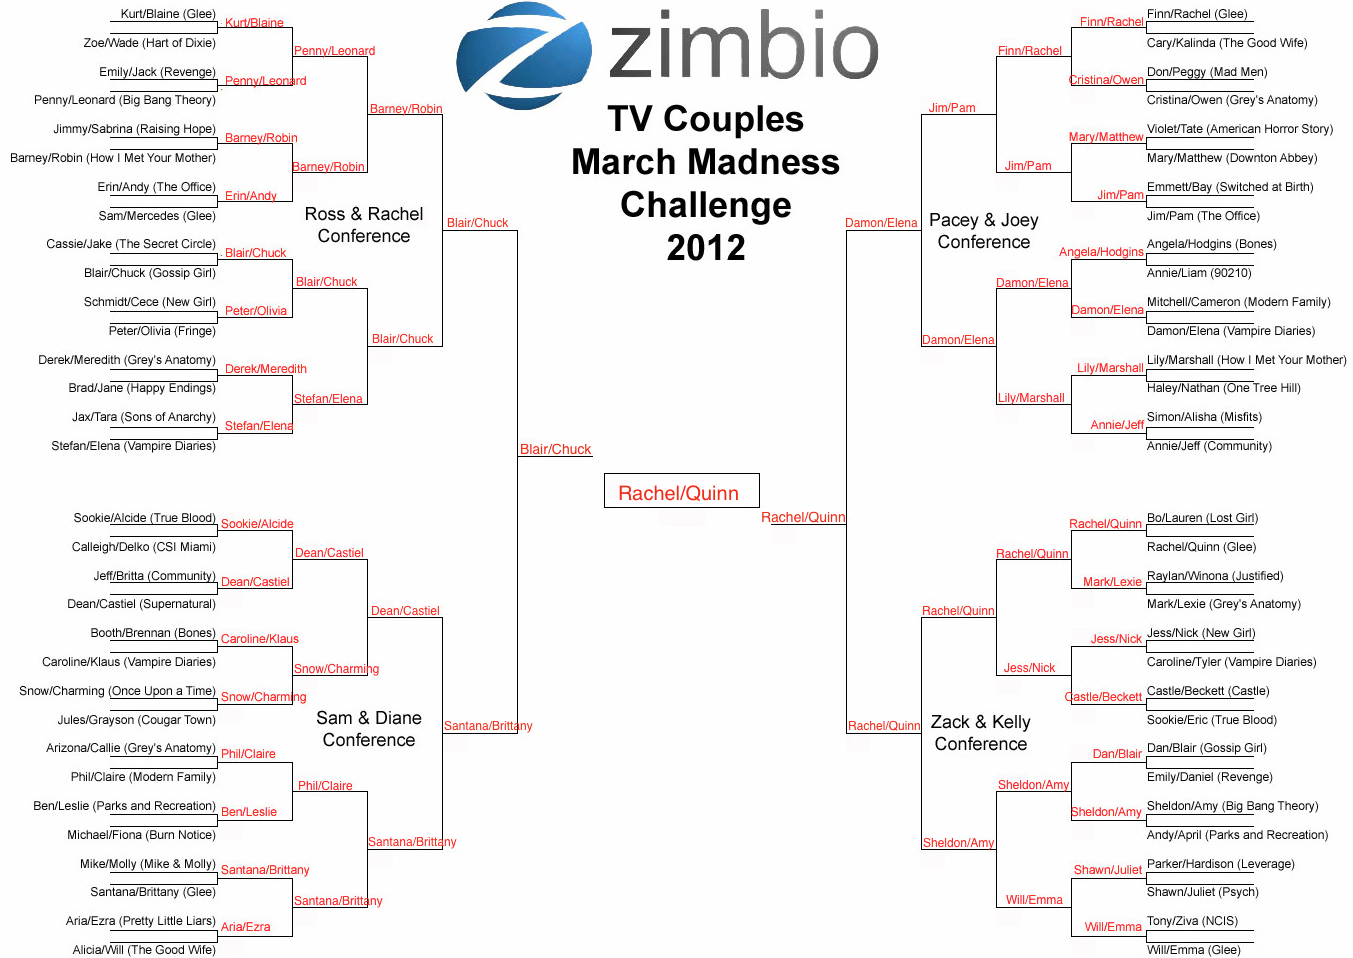 zimbio
TV Couples
March Madness
Challenge
2012
Kurt/Blaine (Glee)
Zoe/Wade (Hart of Dixie)
Emily/Jack (Revenge)
Penny/Leonard (Big Bang Theory)
Jimmy/Sabrina (Raising Hope)
Barney/Robin (How I Met Your Mother)
Erin/Andy (The Office)
Sam/Mercedes (Glee)
Cassie/Jake (The Secret Circle)
Blair/Chuck (Gossip Girl)
Schmidt/Cece (New Girl)
Peter/Olivia (Fringe)
Derek/Meredith (Grey's Anatomy)
Brad/Jane (Happy Endings)
Jax/Tara (Sons of Anarchy)
Stefan/Elena (Vampire Diaries)
Kurt/Blaine
Penny/Leonard
Barney/Robin
Erin/Andy
Blair/Chuck
Peter/Olivia
Derek/Meredith
Stefan/Elena
Penny/Leonard
Barney/Robin
Blair/Chuck
Stefan/Elena
Barney/Robin
Blair/Chuck
Blair/Chuck
Ross & Rachel
Conference
Sookie/Alcide (True Blood)
Calleigh/Delko (CSI Miami)
Jeff/Britta (Community)
Dean/Castiel (Supernatural)
Booth/Brennan (Bones)
Caroline/Klaus (Vampire Diaries)
Snow/Charming (Once Upon a Time)
Jules/Grayson (Cougar Town)
Arizona/Callie (Grey's Anatomy)
Phil/Claire (Modern Family)
Ben/Leslie (Parks and Recreation)
Michael/Fiona (Burn Notice)
Mike/Molly (Mike & Molly)
Santana/Brittany (Glee)
Aria/Ezra (Pretty Little Liars)
Alicia/Will (The Good Wife)
Sookie/Alcide
Dean/Castiel
Caroline/Klaus
Snow/Charming
Phil/Claire
Ben/Leslie
Santana/Brittany
Aria/Ezra
Dean/Castiel
Snow/Charming
Phil/Claire
Santana/Brittany
Dean/Castiel
Santana/Brittany
Santana/Brittany
Sam & Diane
Conference
Blair/Chuck
Rachel/Quinn
Rachel/Quinn
Finn/Rachel (Glee)
Cary/Kalinda (The Good Wife)
Don/Peggy (Mad Men)
Cristina/Owen (Grey's Anatomy)
Violet/Tate (American Horror Story)
Mary/Matthew (Downton Abbey)
Emmett/Bay (Switched at Birth)
Jim/Pam (The Office)
Angela/Hodgins (Bones)
Annie/Liam (90210)
Mitchell/Cameron (Modern Family)
Damon/Elena (Vampire Diaries)
Lily/Marshall (How I Met Your Mother)
Haley/Nathan (One Tree Hill)
Simon/Alisha (Misfits)
Annie/Jeff (Community)
Finn/Rachel
Cristina/Owen
Mary/Matthew
Jim/Pam
Angela/Hodgins
Damon/Elena
Lily/Marshall
Annie/Jeff
Finn/Rachel
Jim/Pam
Damon/Elena
Lily/Marshall
Jim/Pam
Damon/Elena
Damon/Elena
Pacey & Joey
Conference
Bo/Lauren (Lost Girl)
Rachel/Quinn (Glee)
Raylan/Winona (Justified)
Mark/Lexie (Grey's Anatomy)
Jess/Nick (New Girl)
Caroline/Tyler (Vampire Diaries)
Castle/Beckett (Castle)
Sookie/Eric (True Blood)
Dan/Blair (Gossip Girl)
Emily/Daniel (Revenge)
Sheldon/Amy (Big Bang Theory)
Andy/April (Parks and Recreation)
Parker/Hardison (Leverage)
Shawn/Juliet (Psych)
Tony/Ziva (NCIS)
Will/Emma (Glee)
Rachel/Quinn
Mark/Lexie
Jess/Nick
Castle/Beckett
Dan/Blair
Sheldon/Amy
Shawn/Juliet
Will/Emma
Rachel/Quinn
Jess/Nick
Sheldon/Amy
Will/Emma
Rachel/Quinn
Sheldon/Amy
Rachel/Quinn
Zack & Kelly
Conference